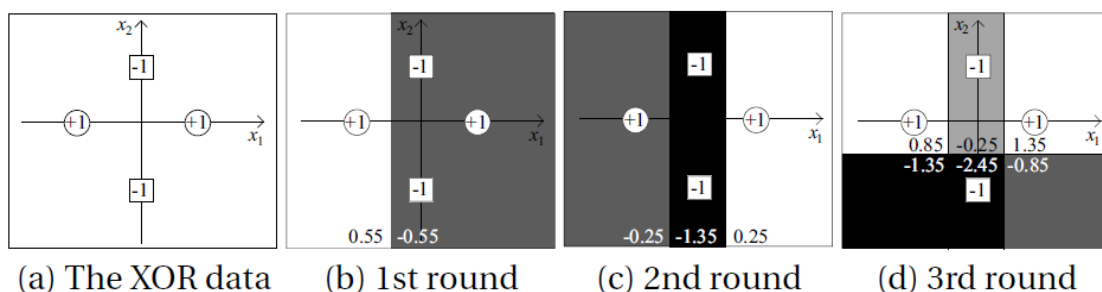 x₂
-1
+1
+1
x₁
-1
(a) The XOR data
x₂
-1
+1
+1
x₁
-1
0.55 -0.55
(b) 1st round
-1
+1
+1
-1
-0.25 -1.35 0.25
(c) 2nd round
x₂
-1
+1
+1
x₁
0.85 -0.25 1.35
-1.35 -2.45 -0.85
-1
(d) 3rd round